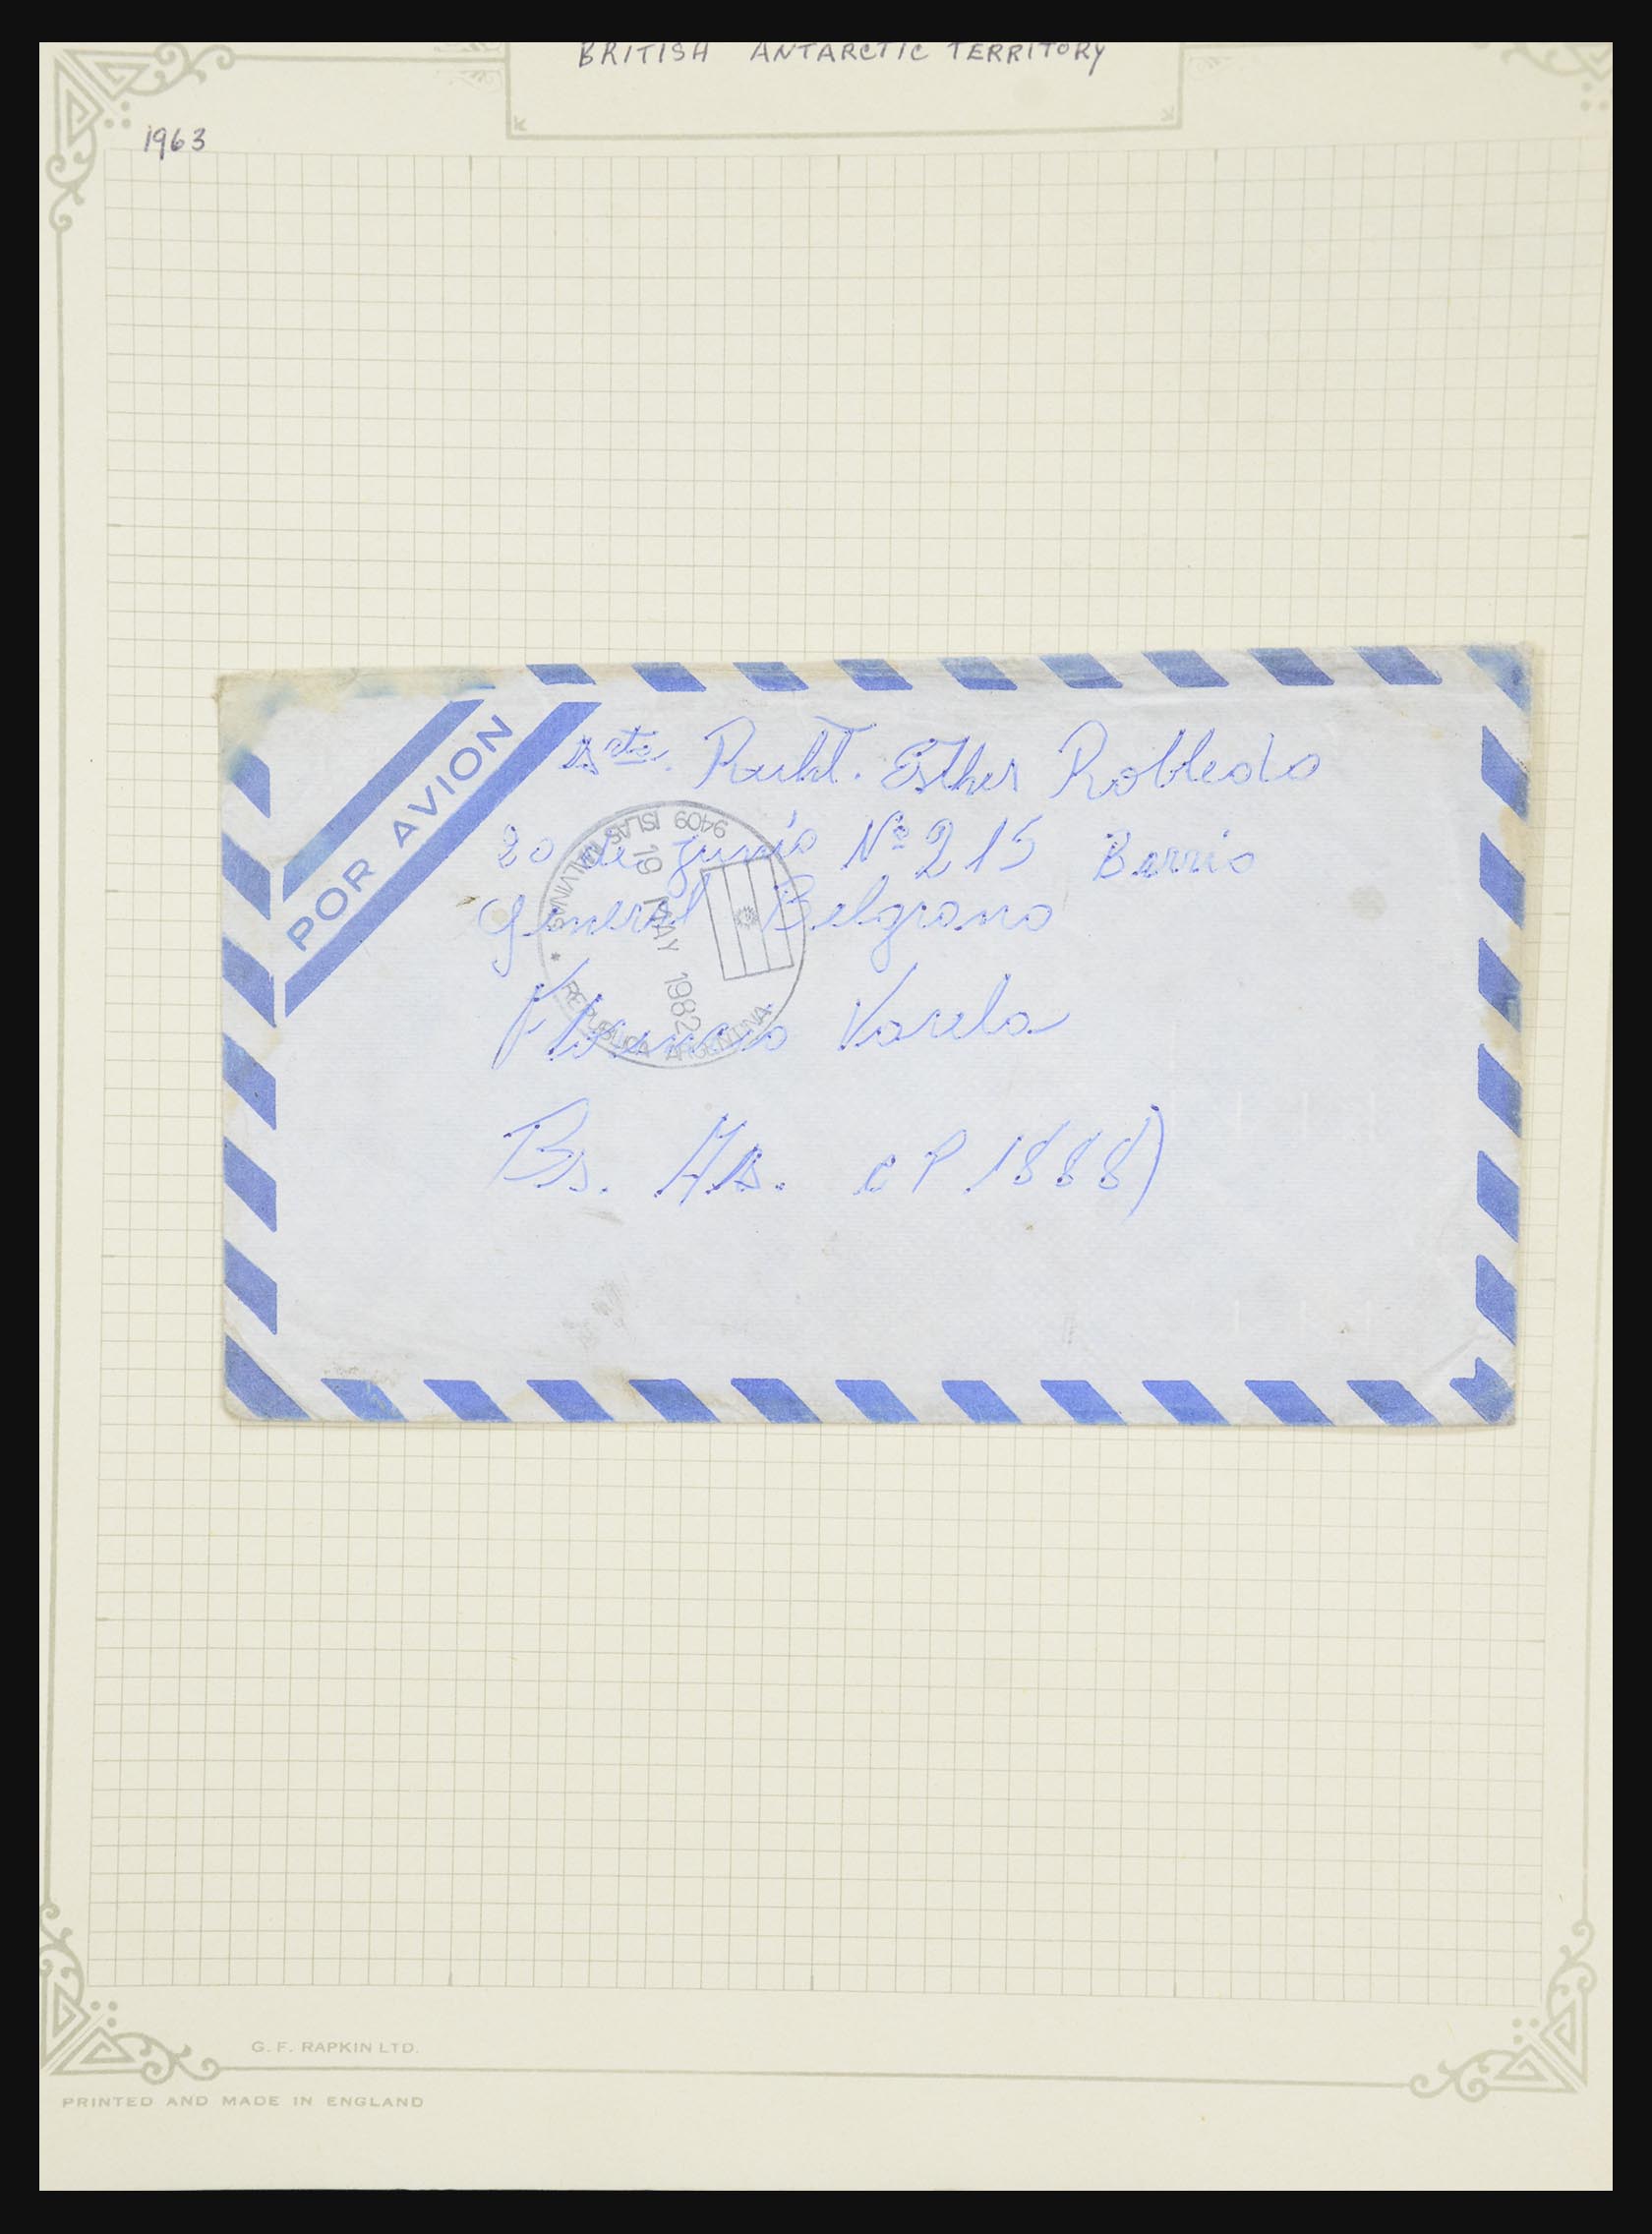 BRITISH ANTARCTIC TERRITORY
1963
POR AVION
Srta. Esther Robledo
20 de Junio Nº 215 Barrio
General Belgrano
Florencio Varela
Bs. As. CP 1888)
9409 ISLAS MALVINAS
19 MAY 1982
* REPUBLICA ARGENTINA
G. F. RAPKIN LTD.
PRINTED AND MADE IN ENGLAND